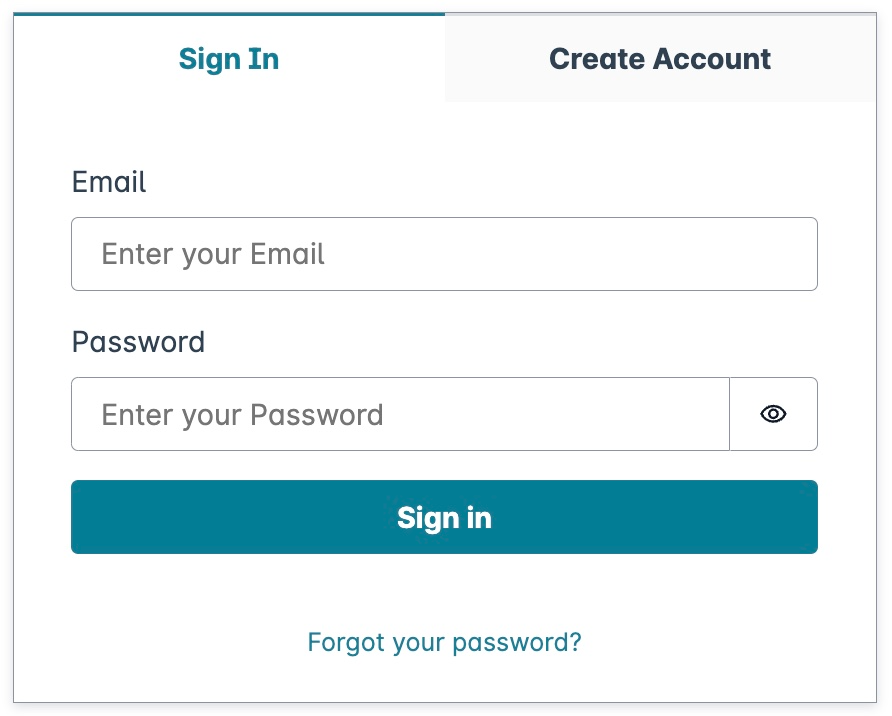 Sign In
Create Account
Email
Enter your Email
Password
Enter your Password
Sign in
Forgot your password?